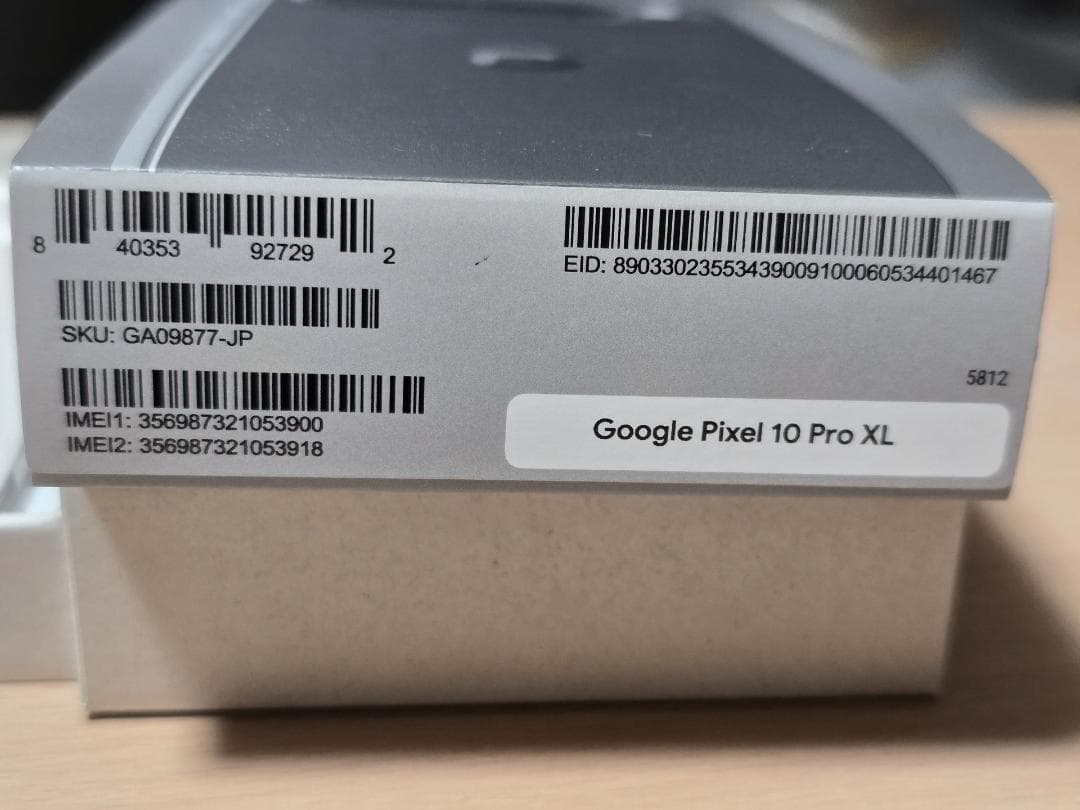 8 40353 92729 2
SKU: GA09877-JP
IMEI1: 356987321053900
IMEI2: 356987321053918
EID: 89033023553439009100060534401467
5812
Google Pixel 10 Pro XL